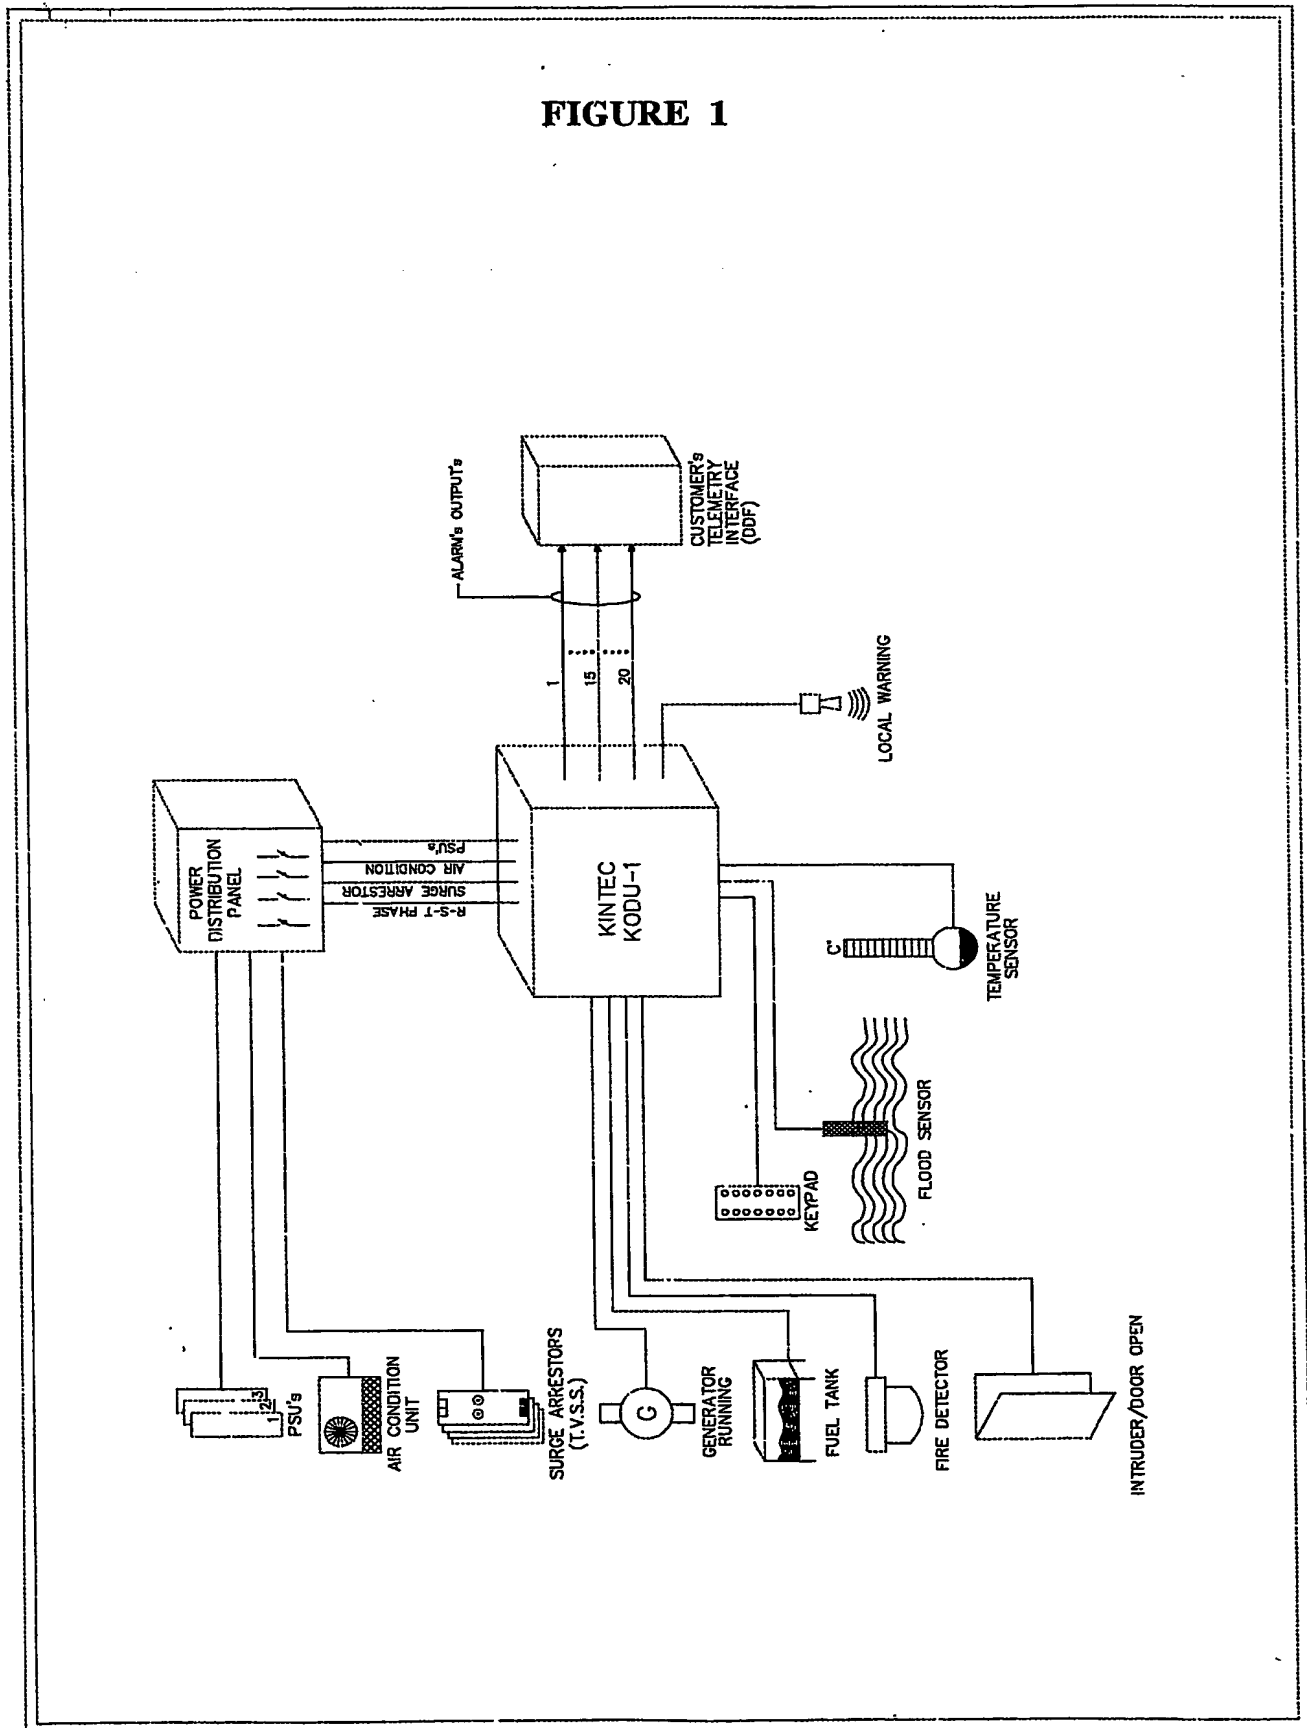 FIGURE 1
POWER
DISTRIBUTION
PANEL
PSU's
AIR CONDITION
SURGE ARRESTOR
R-S-T PHASE
ALARM's OUTPUT's
1
15
20
CUSTOMER's
TELEMETRY
INTERFACE
(DDF)
KINTEC
KODU-1
LOCAL WARNING
C°
TEMPERATURE
SENSOR
FLOOD SENSOR
KEYPAD
1
2
3
PSU's
AIR CONDITION
UNIT
SURGE ARRESTORS
(T.V.S.S.)
G
GENERATOR
RUNNING
FUEL TANK
FIRE DETECTOR
INTRUDER/DOOR OPEN